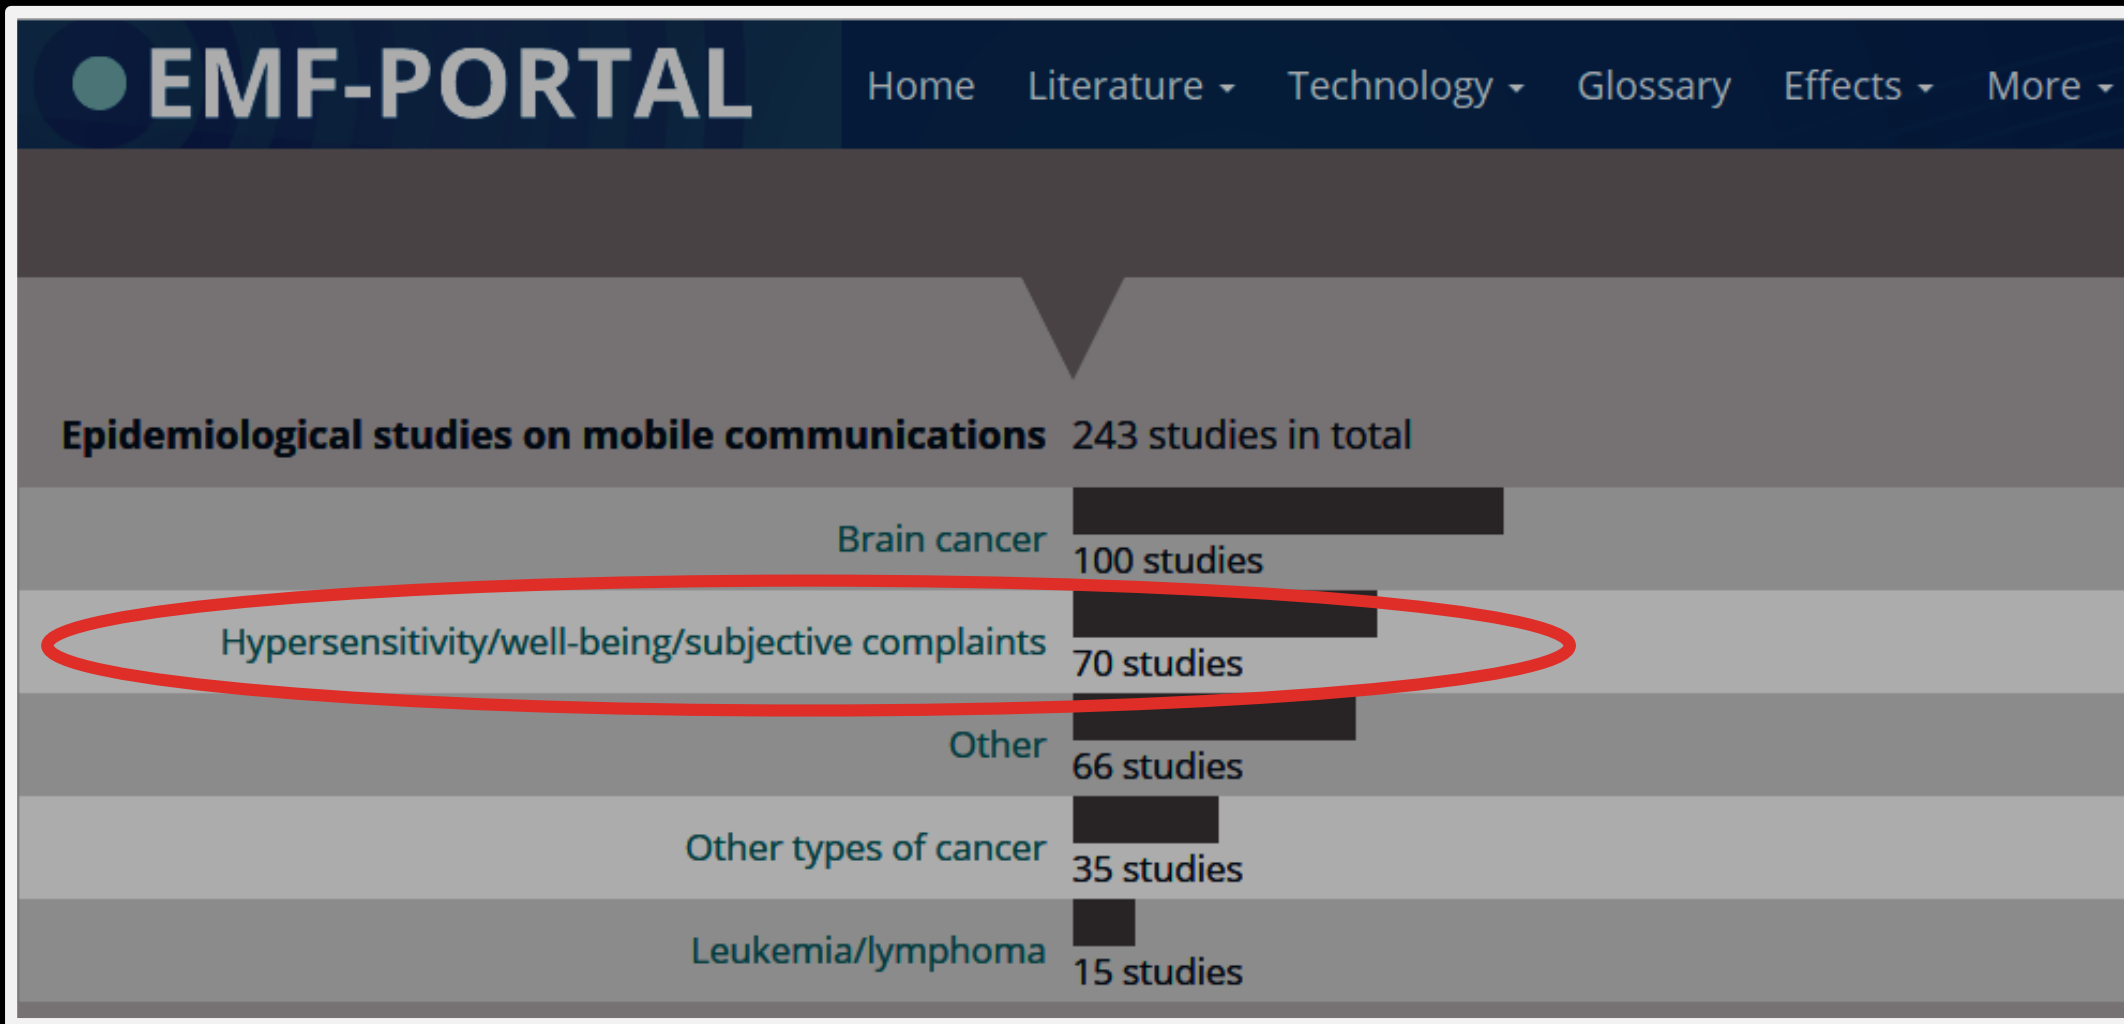 EMF-PORTAL Home Literature Technology Glossary Effects More
Epidemiological studies on mobile communications 243 studies in total
Brain cancer
100 studies
Hypersensitivity/well-being/subjective complaints
70 studies
Other
66 studies
Other types of cancer
35 studies
Leukemia/lymphoma
15 studies